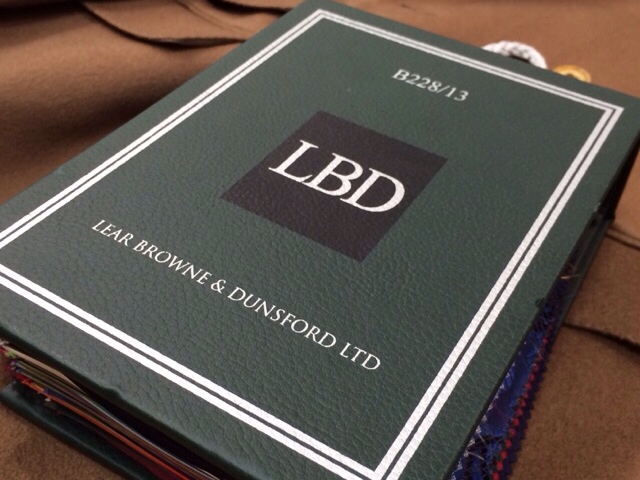 B228/13
LBD
LEAR BROWNE & DUNSFORD LTD